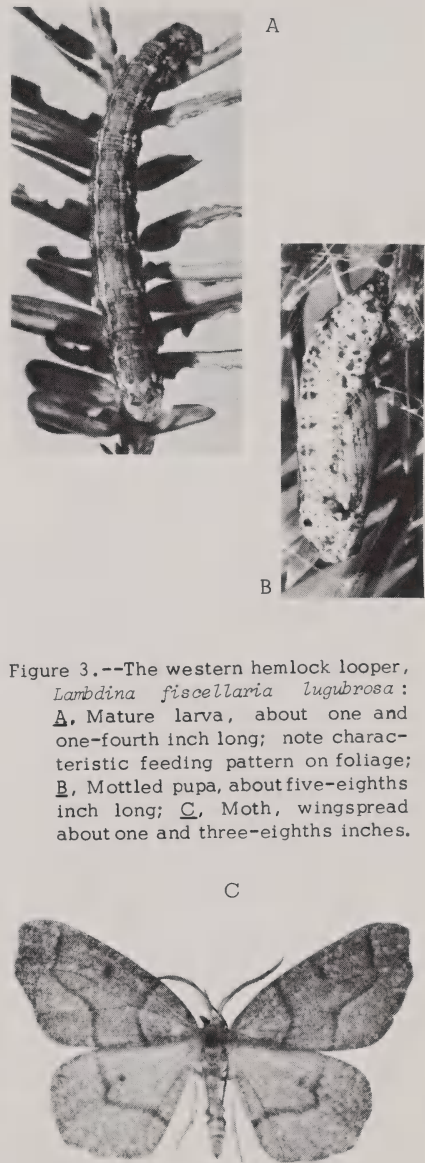 A
B
Figure 3.--The western hemlock looper,
Lambdina fiscellaria lugubrosa:
A, Mature larva, about one and
one-fourth inch long; note charac-
teristic feeding pattern on foliage;
B, Mottled pupa, about five-eighths
inch long; C, Moth, wingspread
about one and three-eighths inches.
C